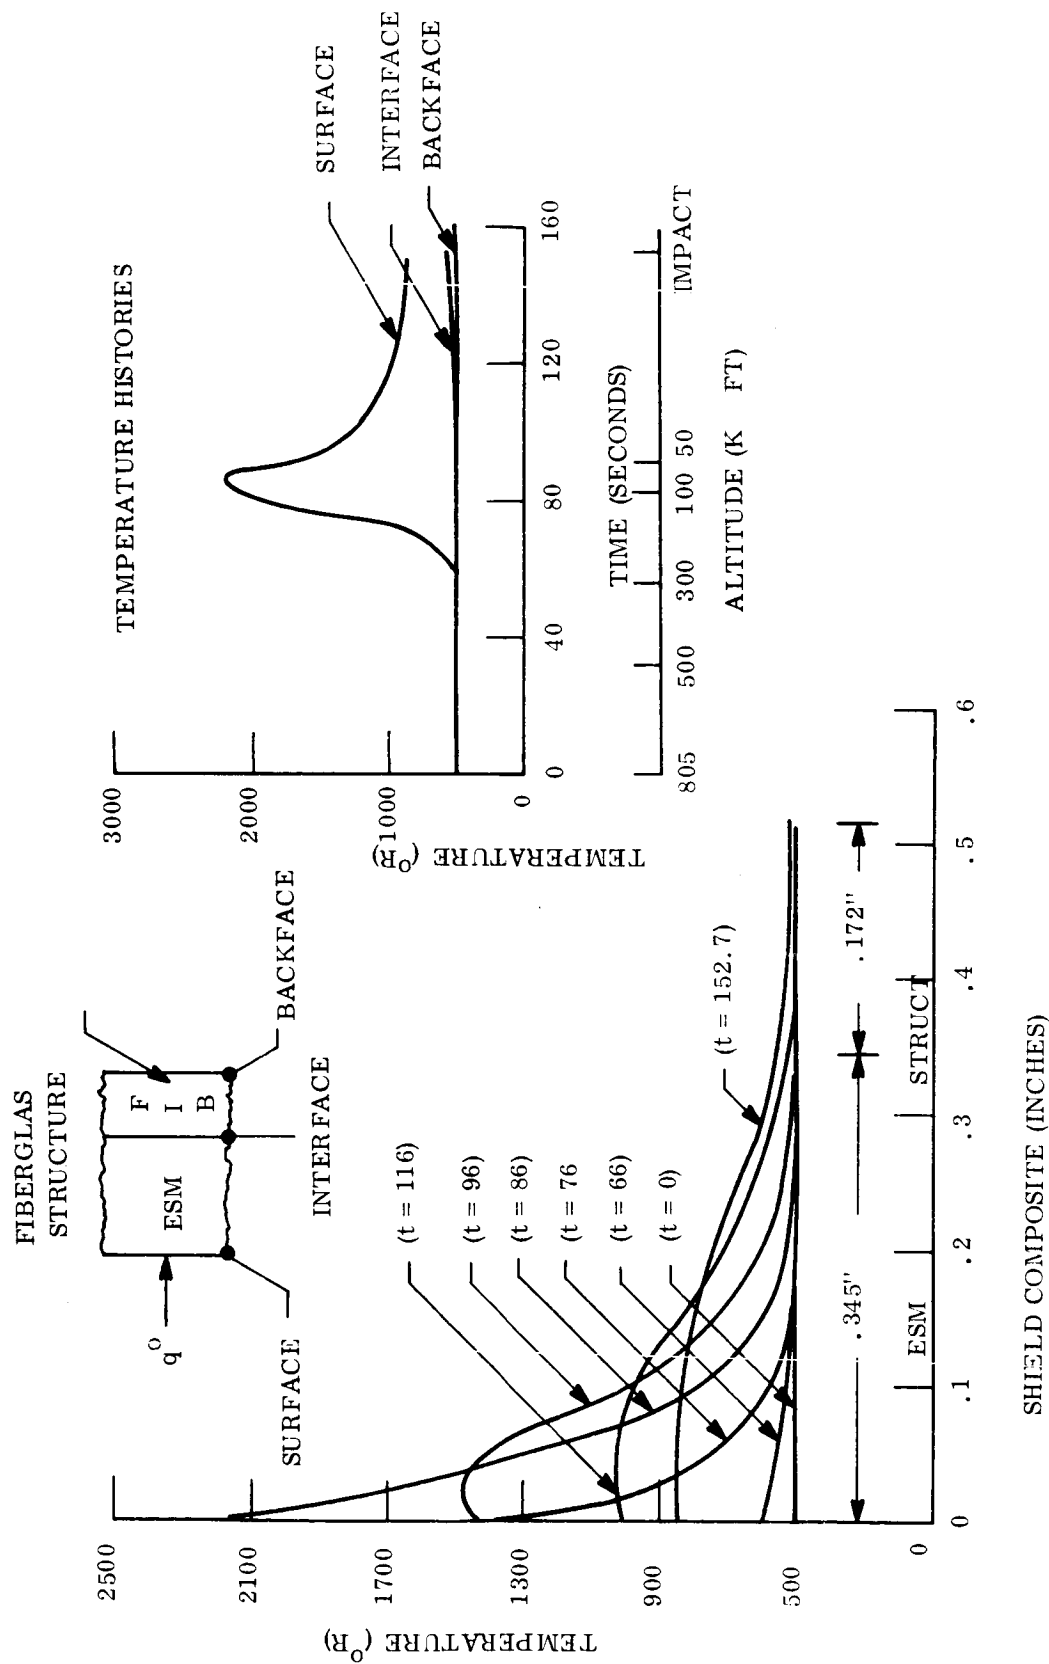 FIBERGLAS
STRUCTURE
F
I
B
ESM
q°
SURFACE
INTERFACE
BACKFACE
TEMPERATURE HISTORIES
SURFACE
INTERFACE
BACKFACE
3000
2000
1000
0
TEMPERATURE (°R)
0 40 80 120 160
TIME (SECONDS)
805 500 300 100 50 IMPACT
ALTITUDE (K FT)
2500
2100
1700
1300
900
500
0
TEMPERATURE (°R)
(t = 116)
(t = 96)
(t = 86)
(t = 76
(t = 66)
(t = 0)
(t = 152.7)
.345" .172"
ESM STRUCT
0 .1 .2 .3 .4 .5 .6
SHIELD COMPOSITE (INCHES)